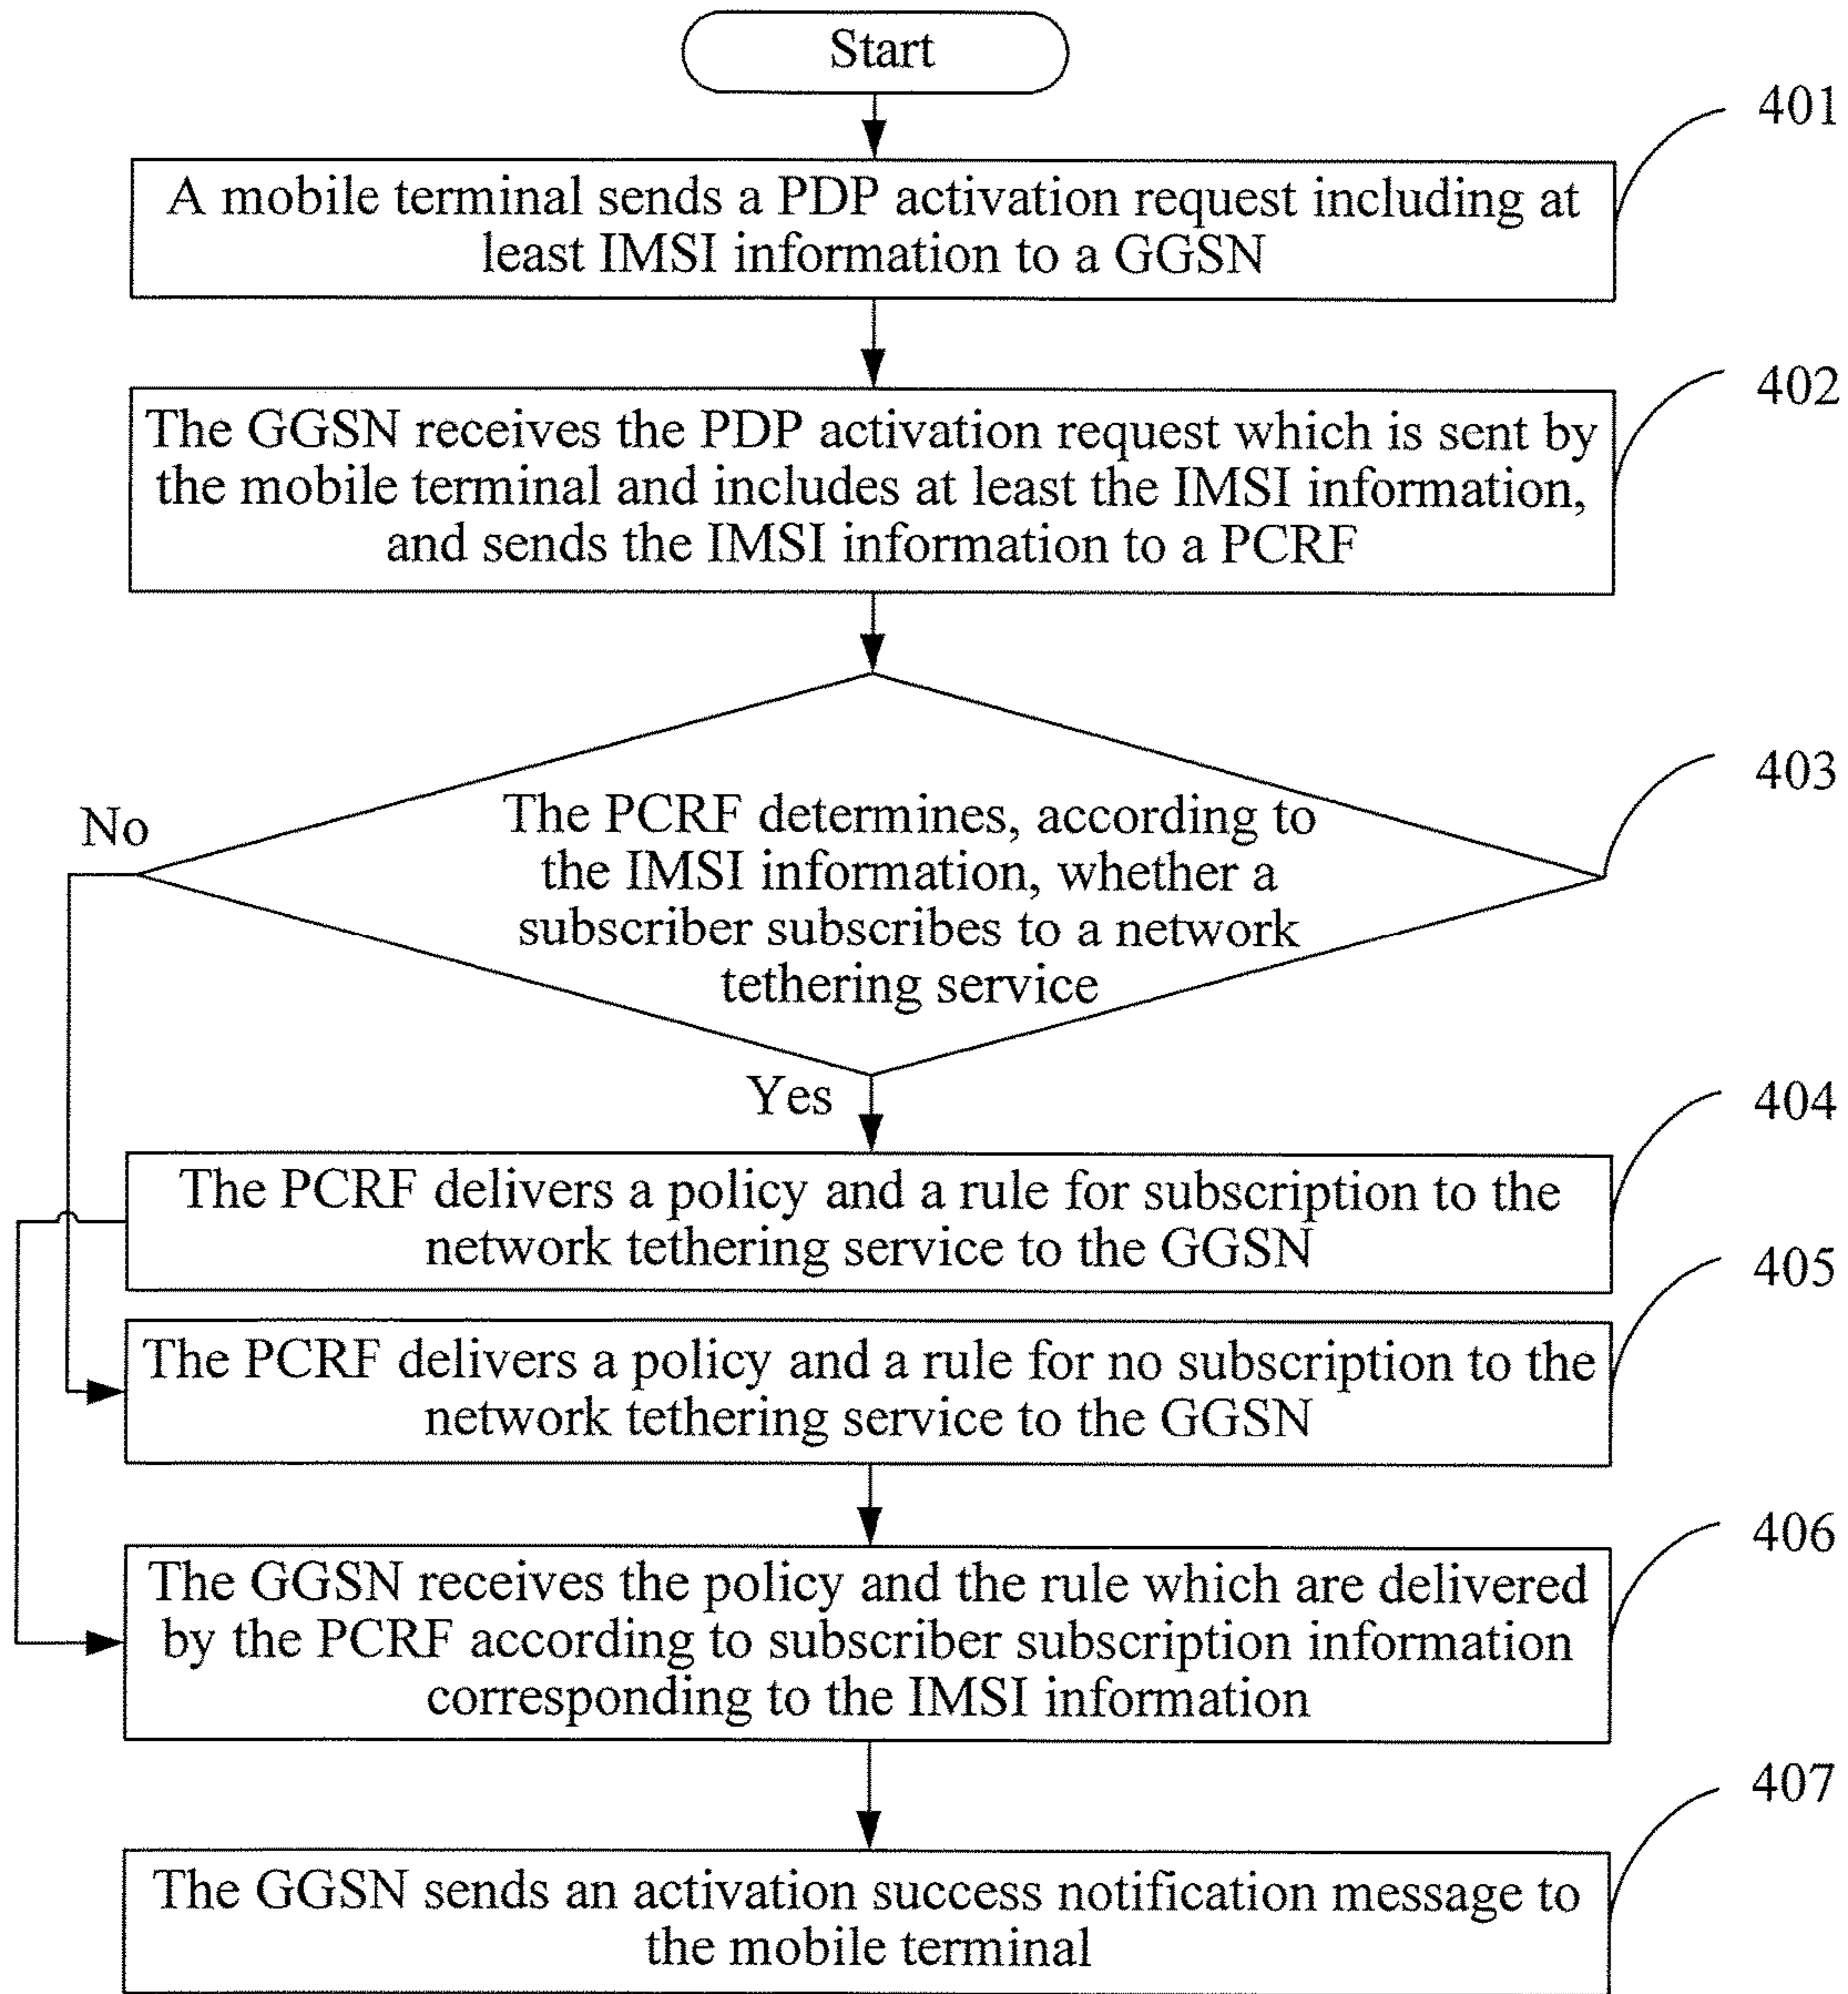 Start
401
A mobile terminal sends a PDP activation request including at
least IMSI information to a GGSN
402
The GGSN receives the PDP activation request which is sent by
the mobile terminal and includes at least the IMSI information,
and sends the IMSI information to a PCRF
403
No
The PCRF determines, according to
the IMSI information, whether a
subscriber subscribes to a network
tethering service
Yes
404
The PCRF delivers a policy and a rule for subscription to the
network tethering service to the GGSN
405
The PCRF delivers a policy and a rule for no subscription to the
network tethering service to the GGSN
406
The GGSN receives the policy and the rule which are delivered
by the PCRF according to subscriber subscription information
corresponding to the IMSI information
407
The GGSN sends an activation success notification message to
the mobile terminal